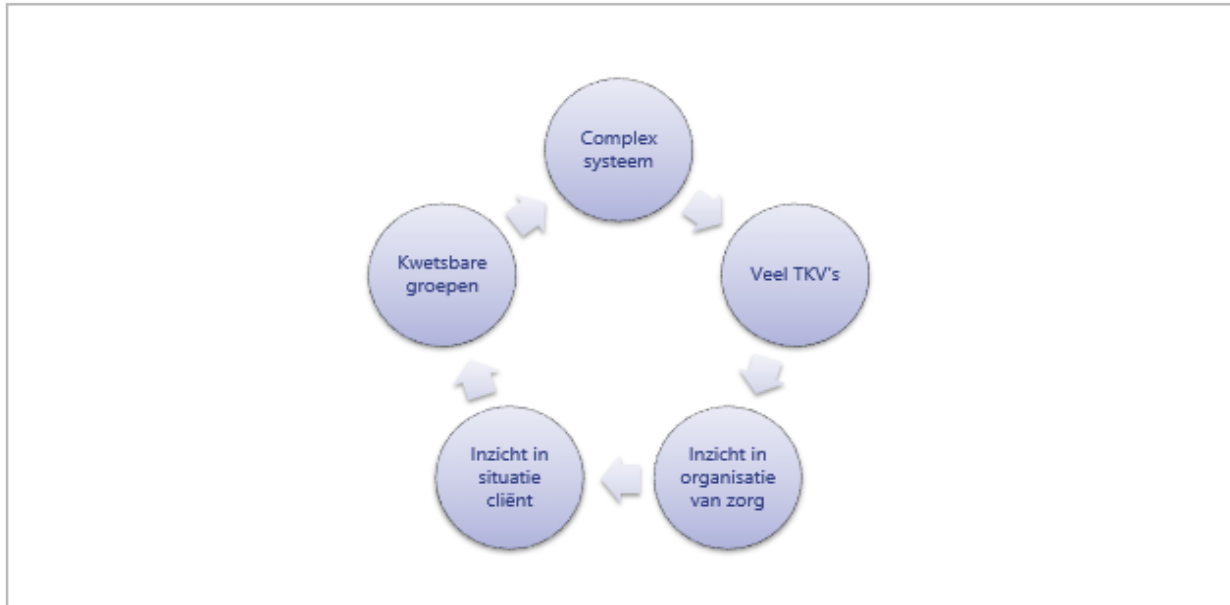 Complex
systeem
Veel TKV's
Inzicht in
organisatie
van zorg
Inzicht in
situatie
cliënt
Kwetsbare
groepen